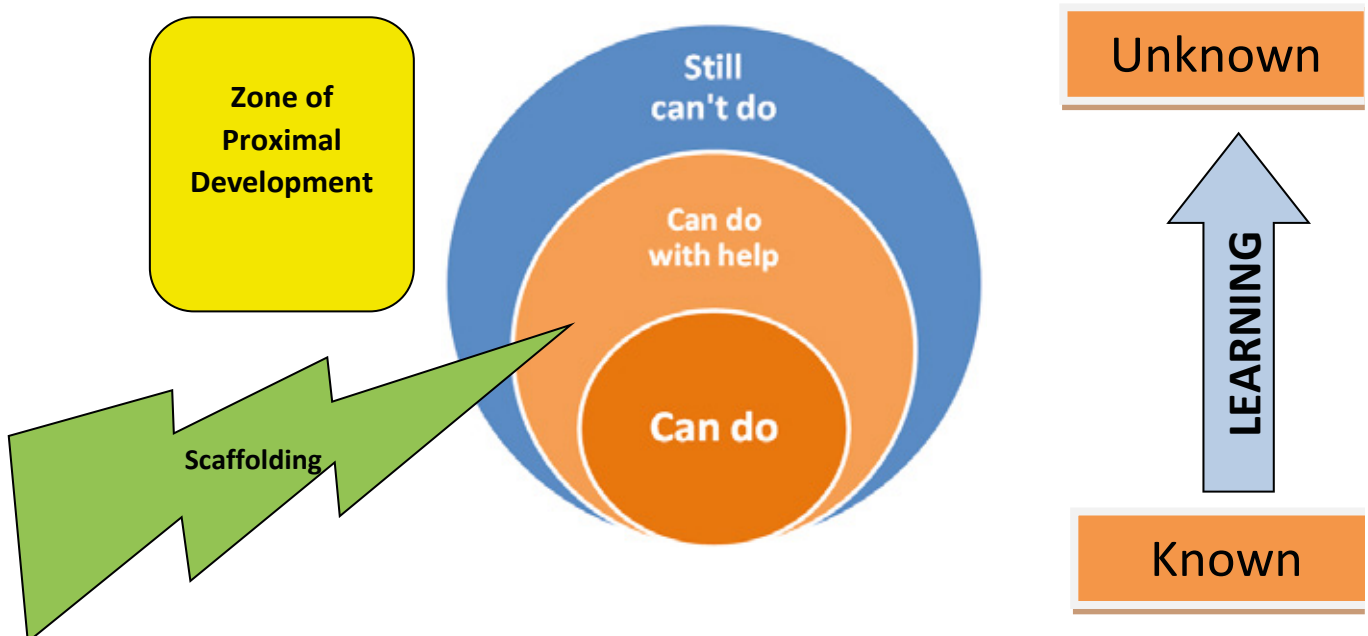 Zone of
Proximal
Development
Still
can't do
Can do
with help
Can do
Scaffolding
Unknown
LEARNING
Known